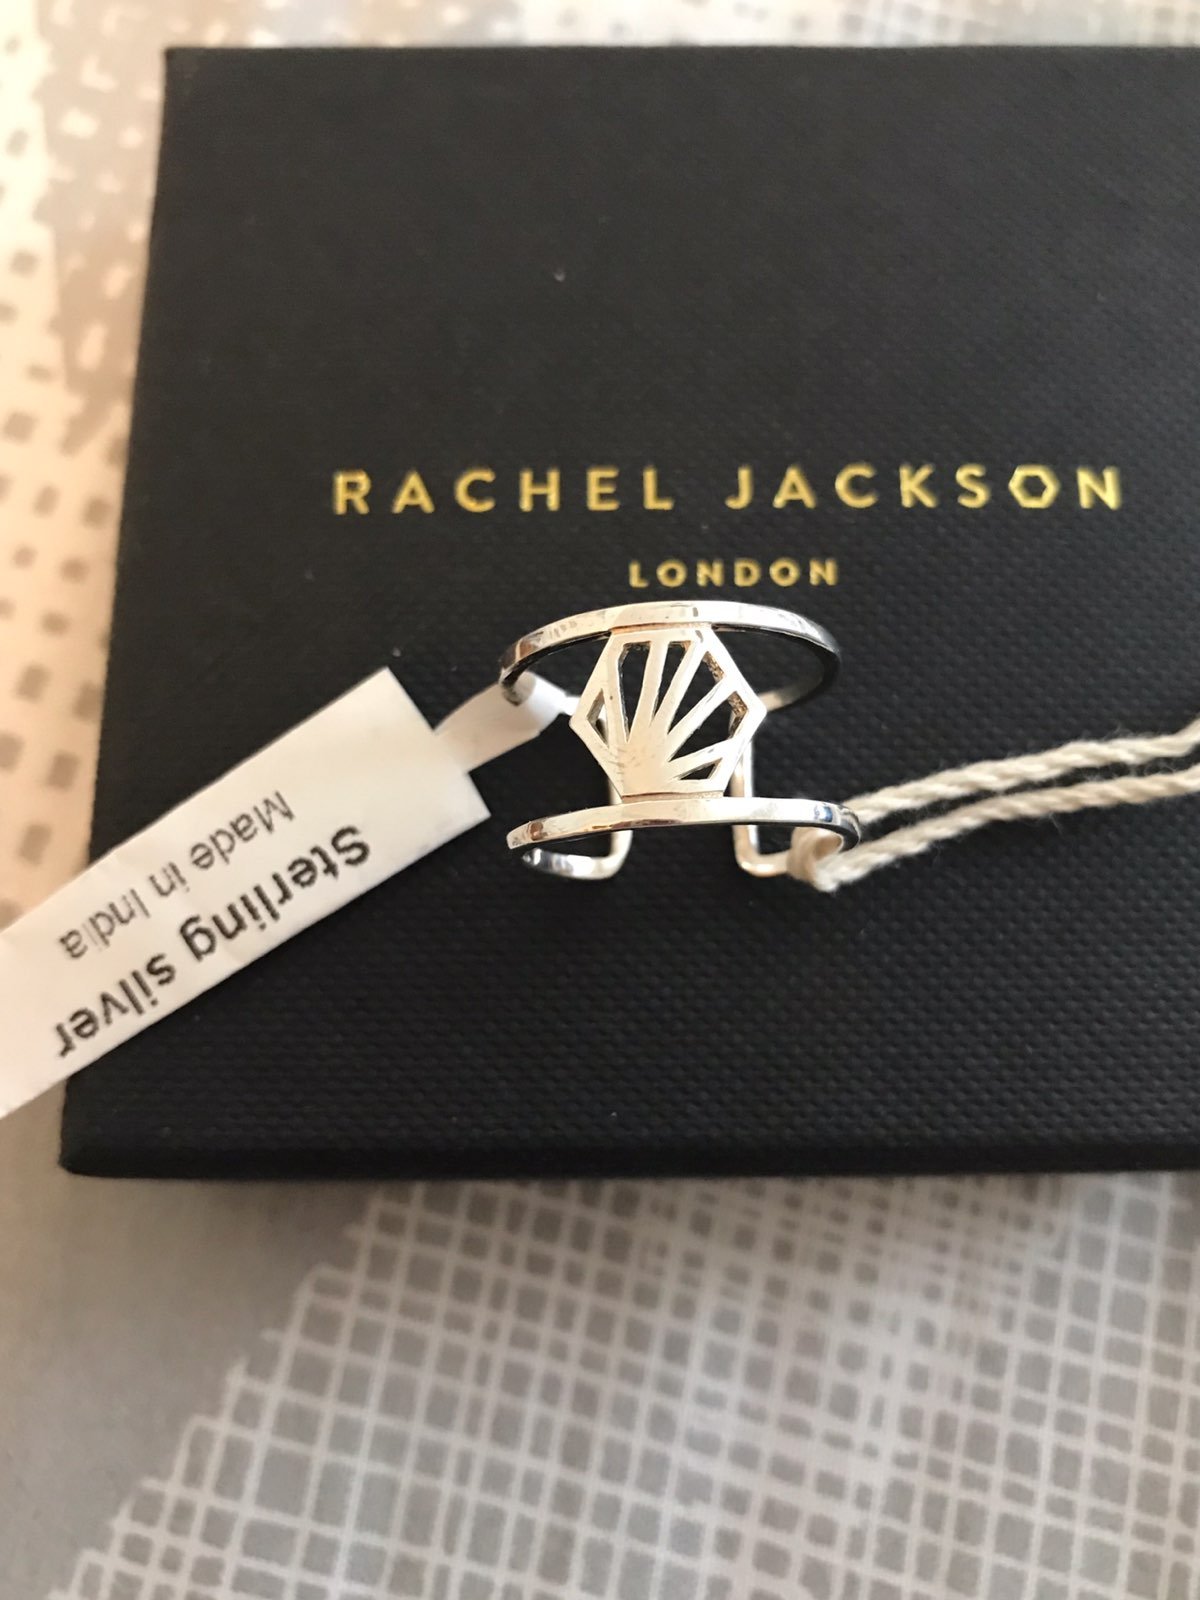 RACHEL JACKSON
LONDON
Sterling silver
Made in India